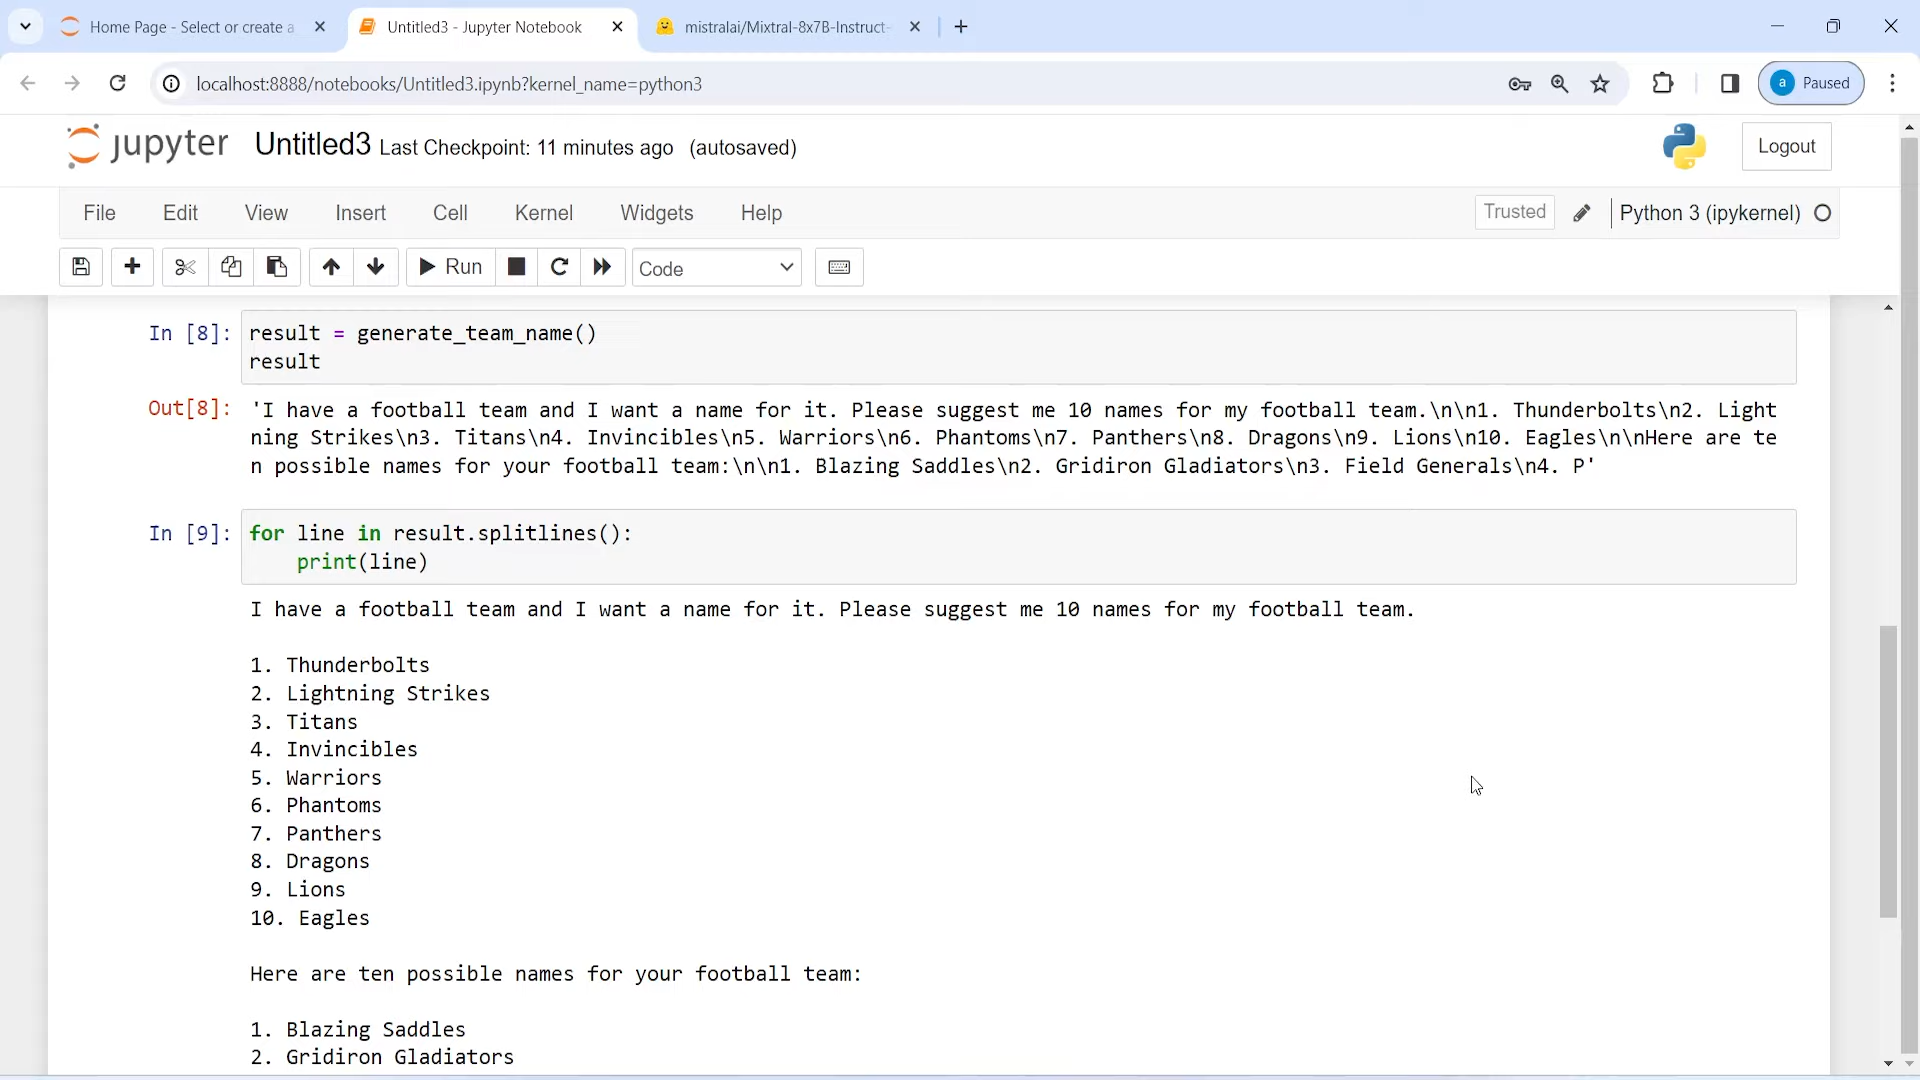 Home Page - Select or create a
Untitled3 - Jupyter Notebook
mistralai/Mixtral-8x7B-Instruct-
localhost:8888/notebooks/Untitled3.ipynb?kernel_name=python3
a Paused
jupyter Untitled3 Last Checkpoint: 11 minutes ago (autosaved)
Logout
File Edit View Insert Cell Kernel Widgets Help
Trusted
Python 3 (ipykernel)
Run
Code
In [8]: result = generate_team_name()
result
Out[8]: 'I have a football team and I want a name for it. Please suggest me 10 names for my football team.\n\n1. Thunderbolts\n2. Light
ning Strikes\n3. Titans\n4. Invincibles\n5. Warriors\n6. Phantoms\n7. Panthers\n8. Dragons\n9. Lions\n10. Eagles\n\nHere are te
n possible names for your football team:\n\n1. Blazing Saddles\n2. Gridiron Gladiators\n3. Field Generals\n4. P'
In [9]: for line in result.splitlines():
print(line)
I have a football team and I want a name for it. Please suggest me 10 names for my football team.
1. Thunderbolts
2. Lightning Strikes
3. Titans
4. Invincibles
5. Warriors
6. Phantoms
7. Panthers
8. Dragons
9. Lions
10. Eagles
Here are ten possible names for your football team:
1. Blazing Saddles
2. Gridiron Gladiators